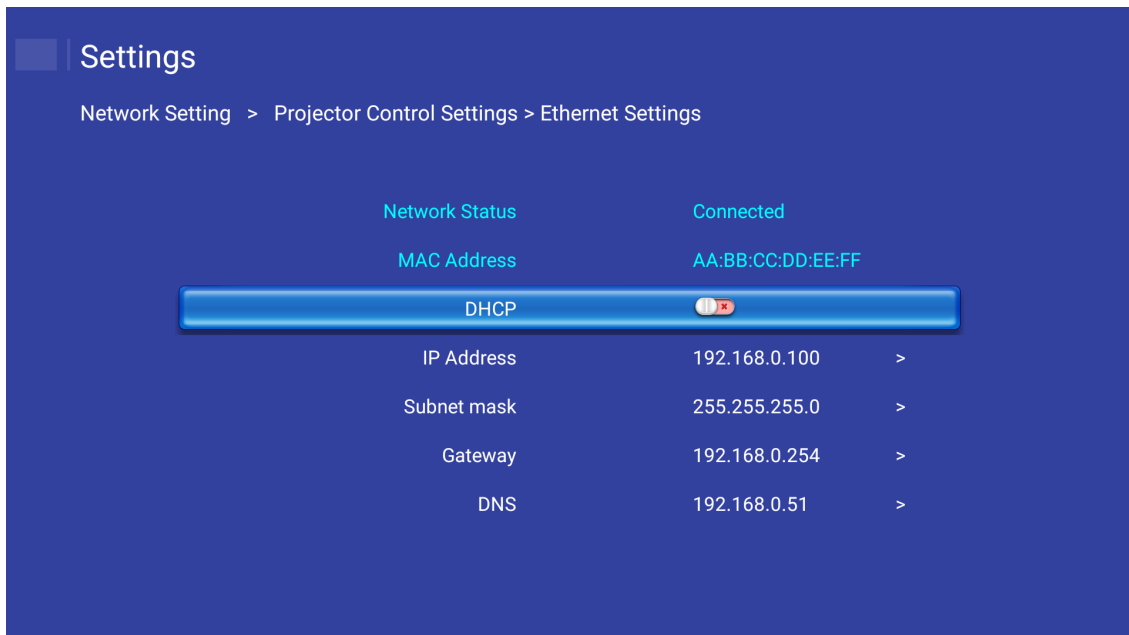 Settings
Network Setting > Projector Control Settings > Ethernet Settings
Network Status Connected
MAC Address AA:BB:CC:DD:EE:FF
DHCP
IP Address 192.168.0.100 >
Subnet mask 255.255.255.0 >
Gateway 192.168.0.254 >
DNS 192.168.0.51 >